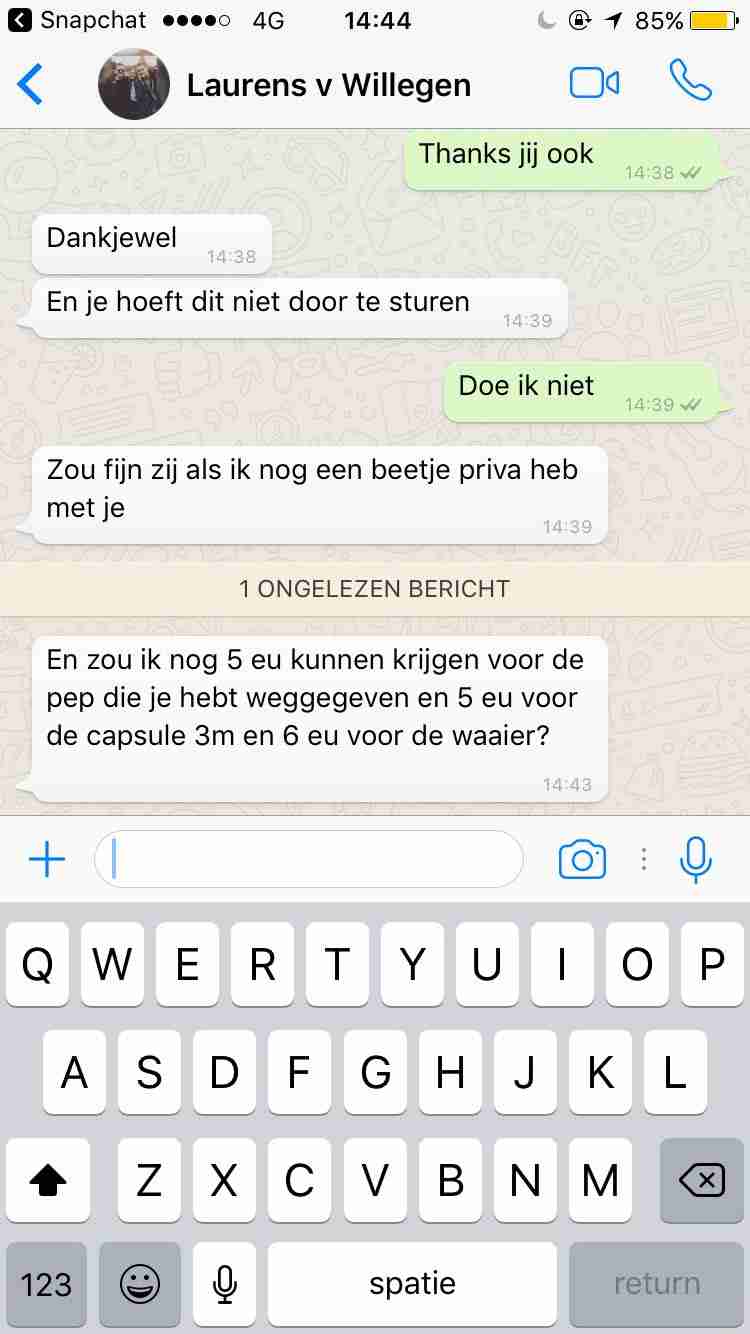 Snapchat 4G 14:44 85%
Laurens v Willegen
Thanks jij ook
14:38
Dankjewel
14:38
En je hoeft dit niet door te sturen
14:39
Doe ik niet
14:39
Zou fijn zij als ik nog een beetje priva heb
met je
14:39
1 ONGELEZEN BERICHT
En zou ik nog 5 eu kunnen krijgen voor de
pep die je hebt weggegeven en 5 eu voor
de capsule 3m en 6 eu voor de waaier?
14:43
Q W E R T Y U I O P
A S D F G H J K L
Z X C V B N M
123 spatie return